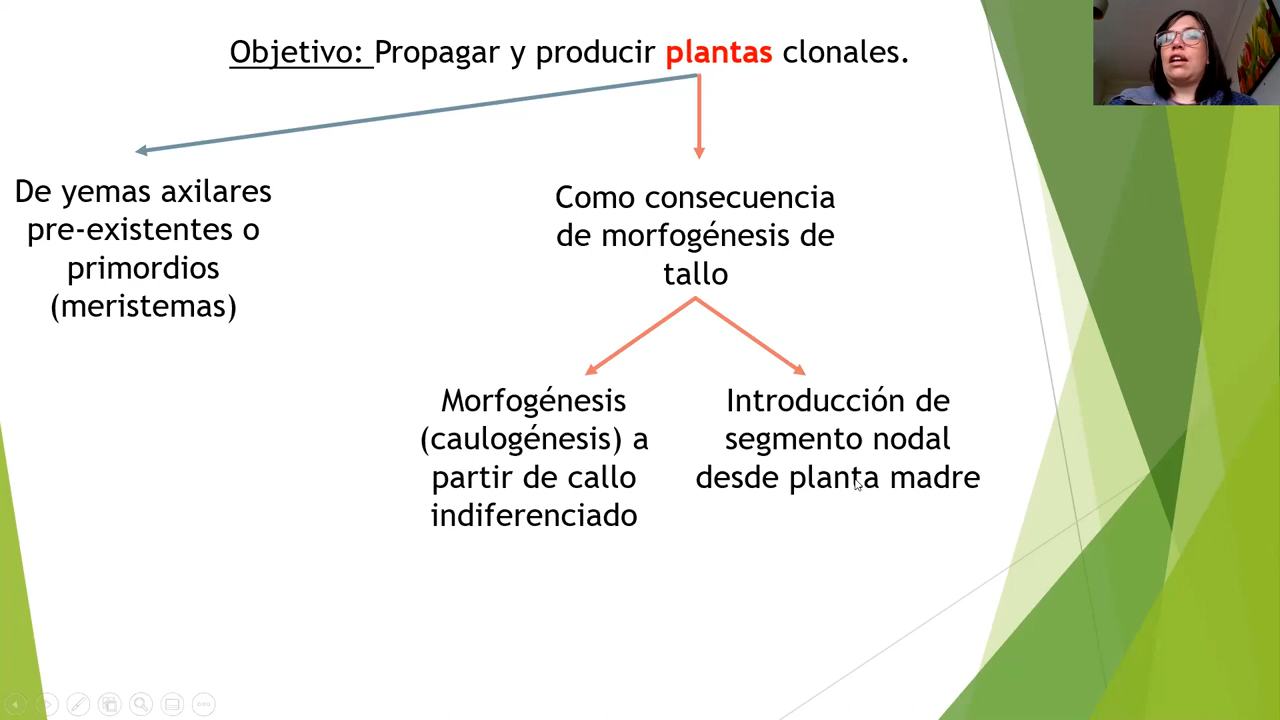 Objetivo: Propagar y producir plantas clonales.
De yemas axilares
pre-existentes o
primordios
(meristemas)
Como consecuencia
de morfogénesis de
tallo
Morfogénesis
(caulogénesis) a
partir de callo
indiferenciado
Introducción de
segmento nodal
desde planta madre